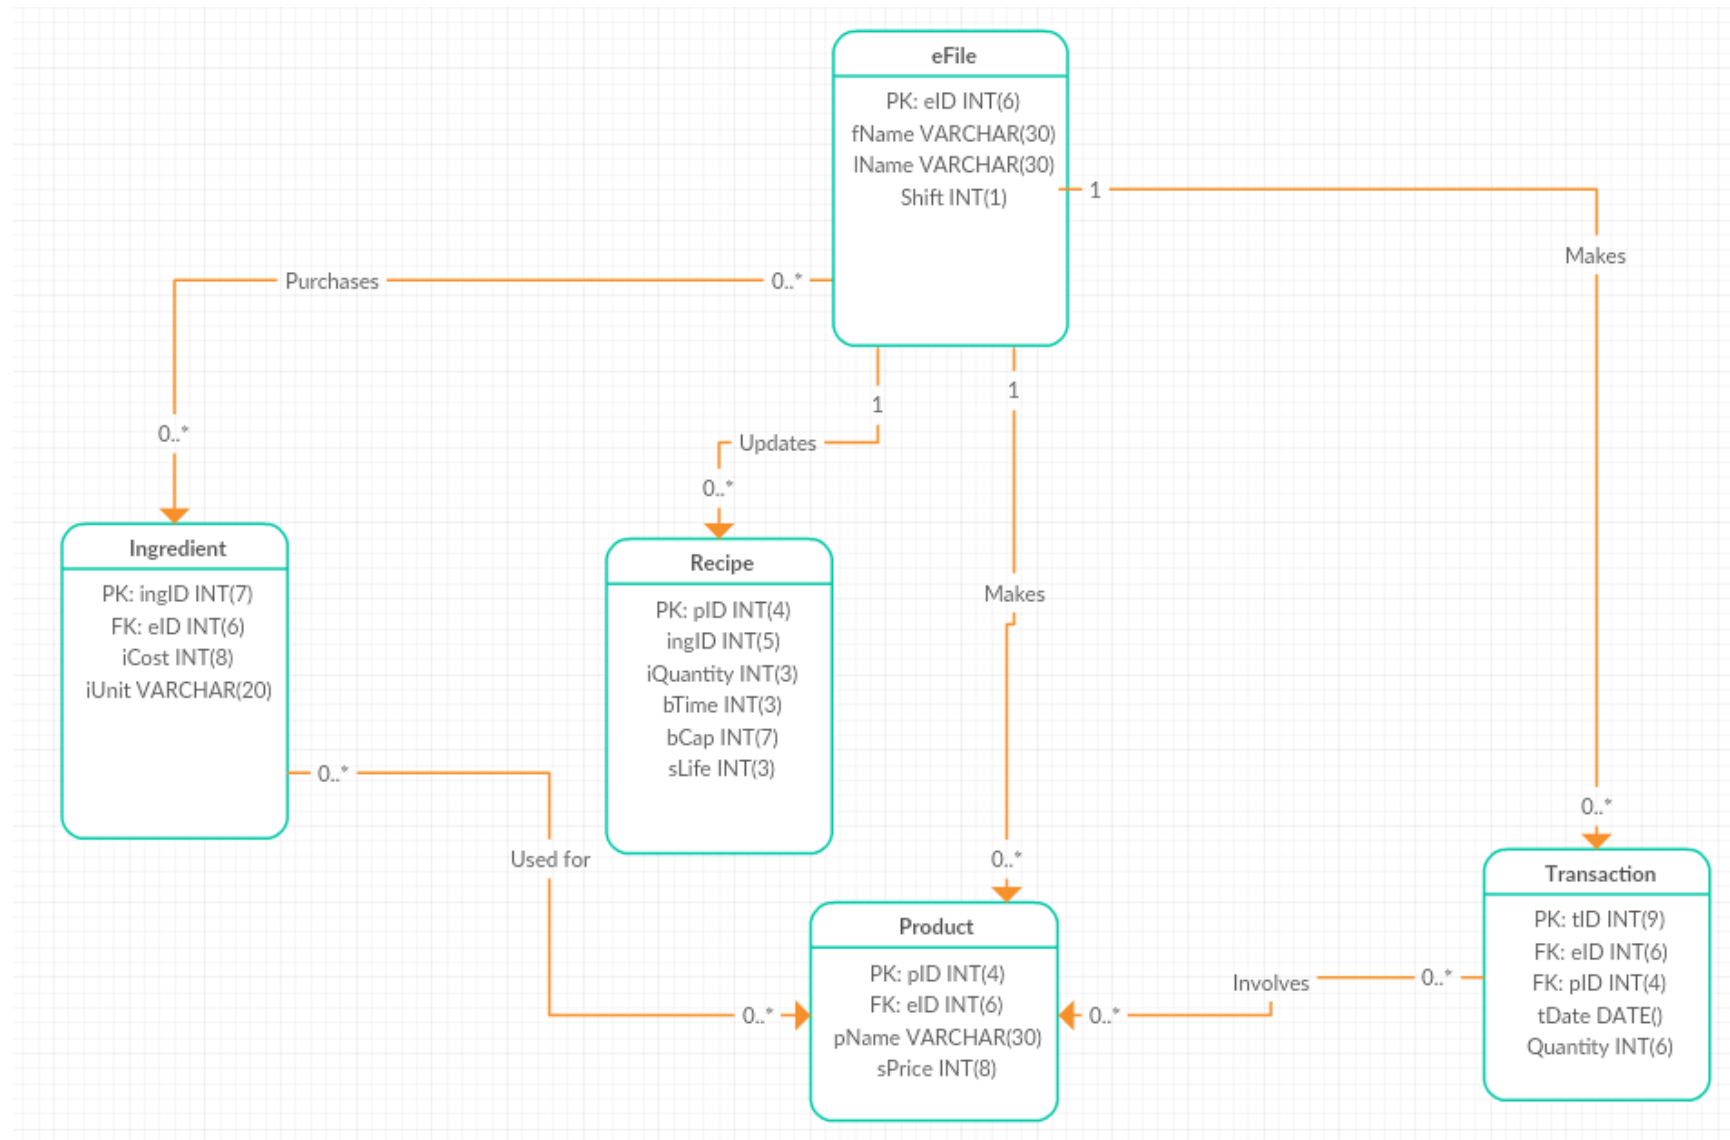 eFile
PK: eID INT(6)
fName VARCHAR(30)
lName VARCHAR(30)
Shift INT(1)
1
Makes
0..*
Purchases
0..*
0..*
1
Updates
0..*
1
Makes
0..*
Ingredient
PK: ingID INT(7)
FK: eID INT(6)
iCost INT(8)
iUnit VARCHAR(20)
Recipe
PK: pID INT(4)
ingID INT(5)
iQuantity INT(3)
bTime INT(3)
bCap INT(7)
sLife INT(3)
0..*
Used for
0..*
Product
PK: pID INT(4)
FK: eID INT(6)
pName VARCHAR(30)
sPrice INT(8)
0..*
Involves
0..*
Transaction
PK: tID INT(9)
FK: eID INT(6)
FK: pID INT(4)
tDate DATE()
Quantity INT(6)